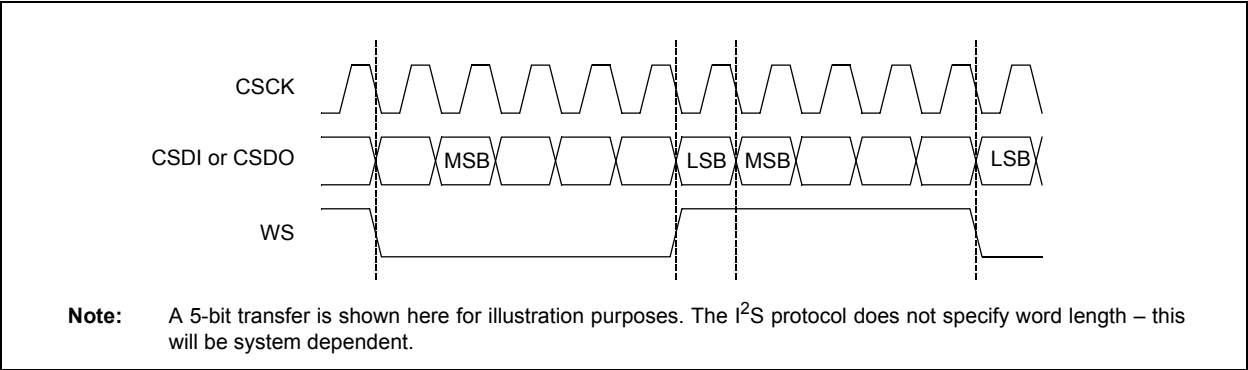 CSCK
CSDI or CSDO
MSB
LSB
MSB
LSB
WS
Note: A 5-bit transfer is shown here for illustration purposes. The I²S protocol does not specify word length – this
will be system dependent.